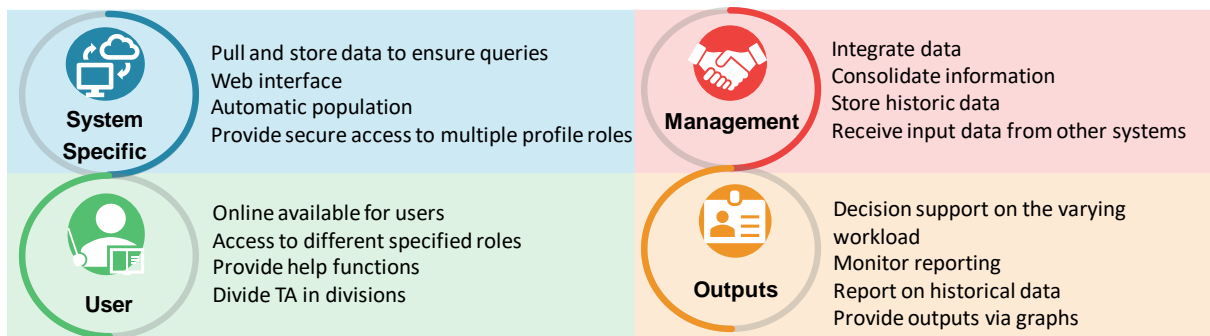 System
Specific
Pull and store data to ensure queries
Web interface
Automatic population
Provide secure access to multiple profile roles
Management
Integrate data
Consolidate information
Store historic data
Receive input data from other systems
User
Online available for users
Access to different specified roles
Provide help functions
Divide TA in divisions
Outputs
Decision support on the varying
workload
Monitor reporting
Report on historical data
Provide outputs via graphs